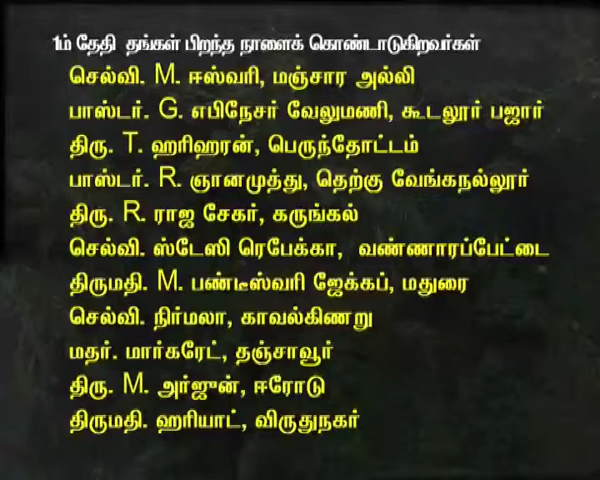 1ம் தேதி தங்கள் பிறந்த நாளைக் கொண்டாடுகிறவர்கள்
செல்வி. M. ஈஸ்வரி, மஞ்சார அல்லி
பாஸ்டர். G. எபிநேசர் வேலுமணி, கூடலூர் பஜார்
திரு. T. ஹரிஹரன், பெருந்தோட்டம்
பாஸ்டர். R. ஞானமுத்து, தெற்கு வேங்கநல்லூர்
திரு. R. ராஜ சேகர், கருங்கல்
செல்வி. ஸ்டேஸி ரெபேக்கா, வண்ணாரப்பேட்டை
திருமதி. M. பண்டீஸ்வரி ஜேக்கப், மதுரை
செல்வி. நிர்மலா, காவல்கிணறு
மதர். மார்கரேட், தஞ்சாவூர்
திரு. M. அர்ஜுன், ஈரோடு
திருமதி. ஹரியாட், விருதுநகர்